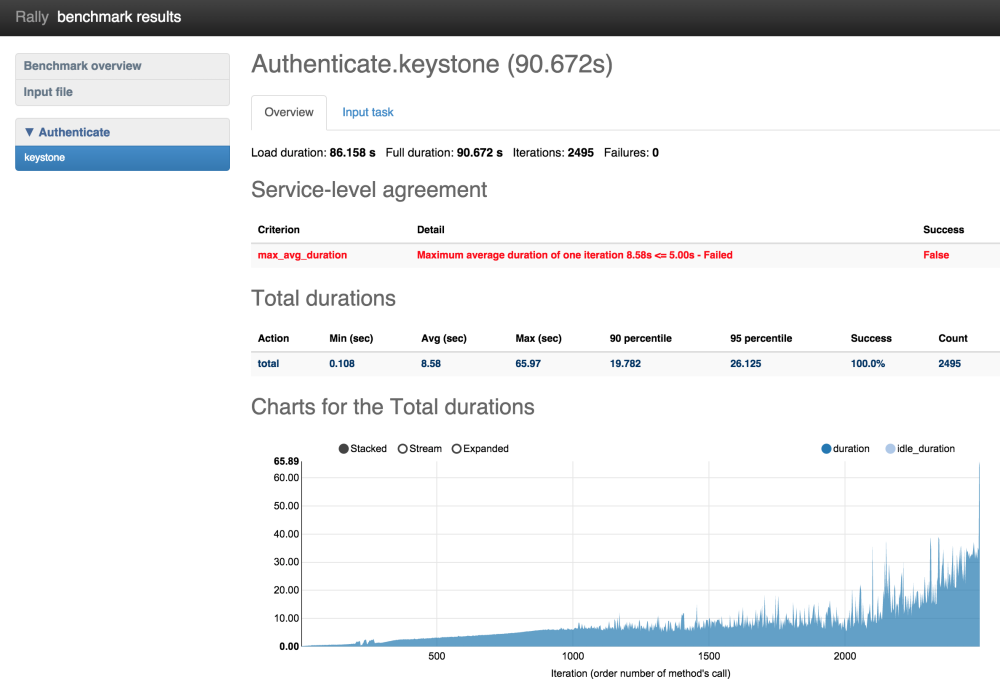 Rally benchmark results
Benchmark overview
Input file
▼ Authenticate
keystone
Authenticate.keystone (90.672s)
Overview Input task
Load duration: 86.158 s Full duration: 90.672 s Iterations: 2495 Failures: 0
Service-level agreement
Criterion Detail Success
max_avg_duration Maximum average duration of one iteration 8.58s <= 5.00s - Failed False
Total durations
Action Min (sec) Avg (sec) Max (sec) 90 percentile 95 percentile Success Count
total 0.108 8.58 65.97 19.782 26.125 100.0% 2495
Charts for the Total durations
Stacked Stream Expanded duration idle_duration
65.89
60.00
50.00
40.00
30.00
20.00
10.00
0.00
500 1000 1500 2000
Iteration (order number of method's call)